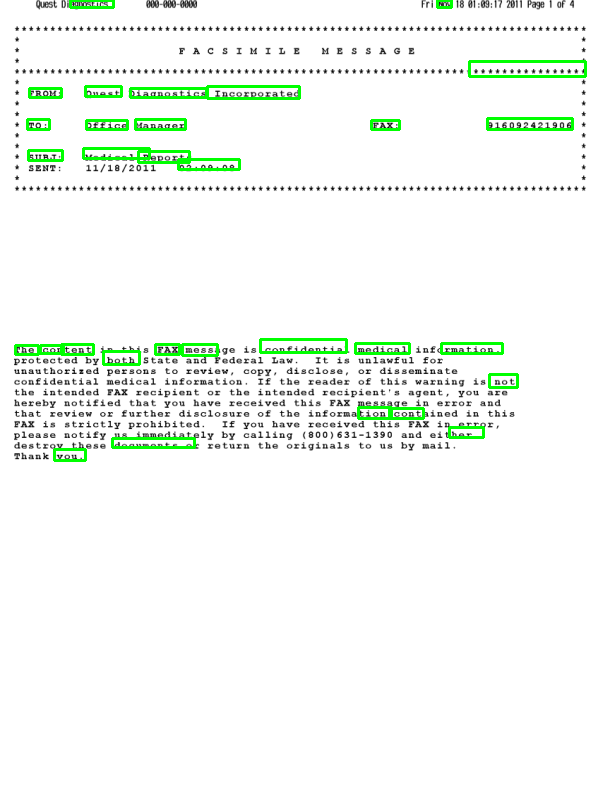 Quest Diagnostics 000-000-0000 Fri Nov 18 01:09:17 2011 Page 1 of 4
* * * * * * * * * * * * * * * * * * * * * * * * * * * * * * * * * * * * * * * * * * * * * * * * * *
F A C S I M I L E M E S S A G E
* * * * * * * * * * * * * * * * * * * * * * * * * * * * * * * * * * * * * * * * * * * * * * * * * *
* FROM: Quest Diagnostics Incorporated *
* TO: Office Manager FAX: 916092421906 *
* SUBJ: Medical Report *
* SENT: 11/18/2011 02:09:08 *
* * * * * * * * * * * * * * * * * * * * * * * * * * * * * * * * * * * * * * * * * * * * * * * * * *
The content in this FAX message is confidential medical information
protected by both State and Federal Law. It is unlawful for
unauthorized persons to review, copy, disclose, or disseminate
confidential medical information. If the reader of this warning is not
the intended FAX recipient or the intended recipient's agent, you are
hereby notified that you have received this FAX message in error and
that review or further disclosure of the information contained in this
FAX is strictly prohibited. If you have received this FAX in error,
please notify us immediately by calling (800)631-1390 and either
destroy these documents or return the originals to us by mail.
Thank you.